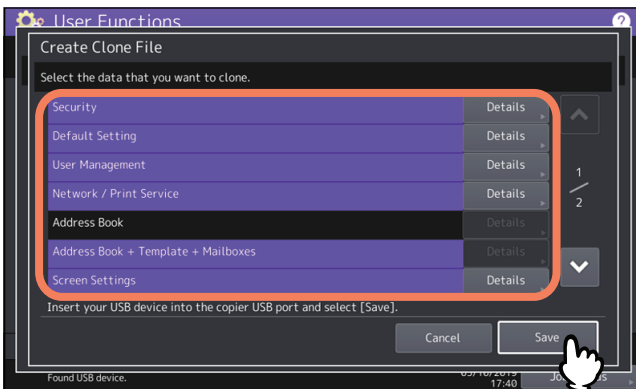 User Functions
?
Create Clone File
Select the data that you want to clone.
Security Details
Default Setting Details
User Management Details
Network / Print Service Details
1
/
2
Address Book Details
Address Book + Template + Mailboxes Details
Screen Settings Details
Insert your USB device into the copier USB port and select [Save].
Cancel Save
Found USB device.
17:40